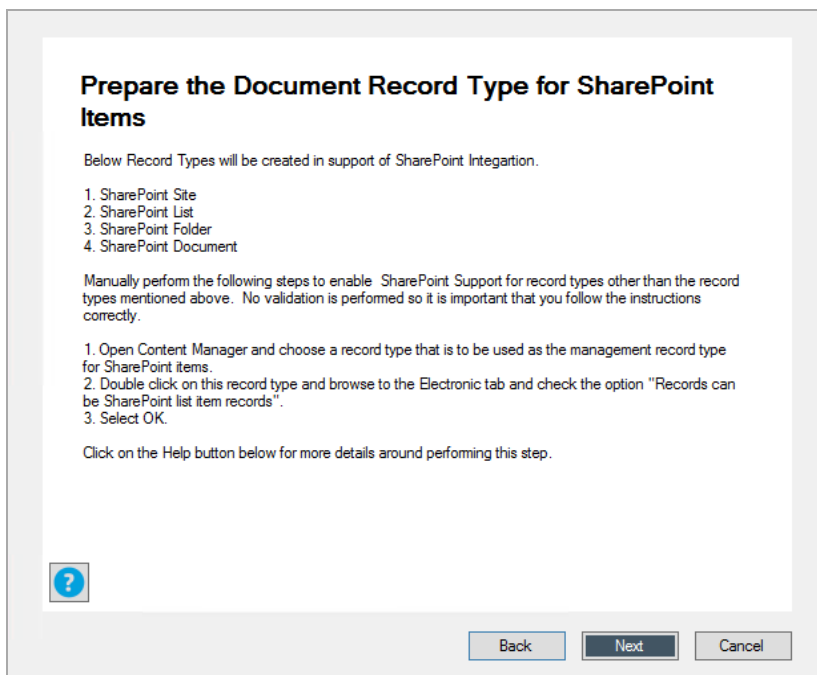 Prepare the Document Record Type for SharePoint
Items
Below Record Types will be created in support of SharePoint Integartion.
1. SharePoint Site
2. SharePoint List
3. SharePoint Folder
4. SharePoint Document
Manually perform the following steps to enable  SharePoint Support for record types other than the record
types mentioned above.  No validation is performed so it is important that you follow the instructions
correctly.
1. Open Content Manager and choose a record type that is to be used as the management record type
for SharePoint items.
2. Double click on this record type and browse to the Electronic tab and check the option "Records can
be SharePoint list item records".
3. Select OK.
Click on the Help button below for more details around performing this step.
?
Back
Next
Cancel